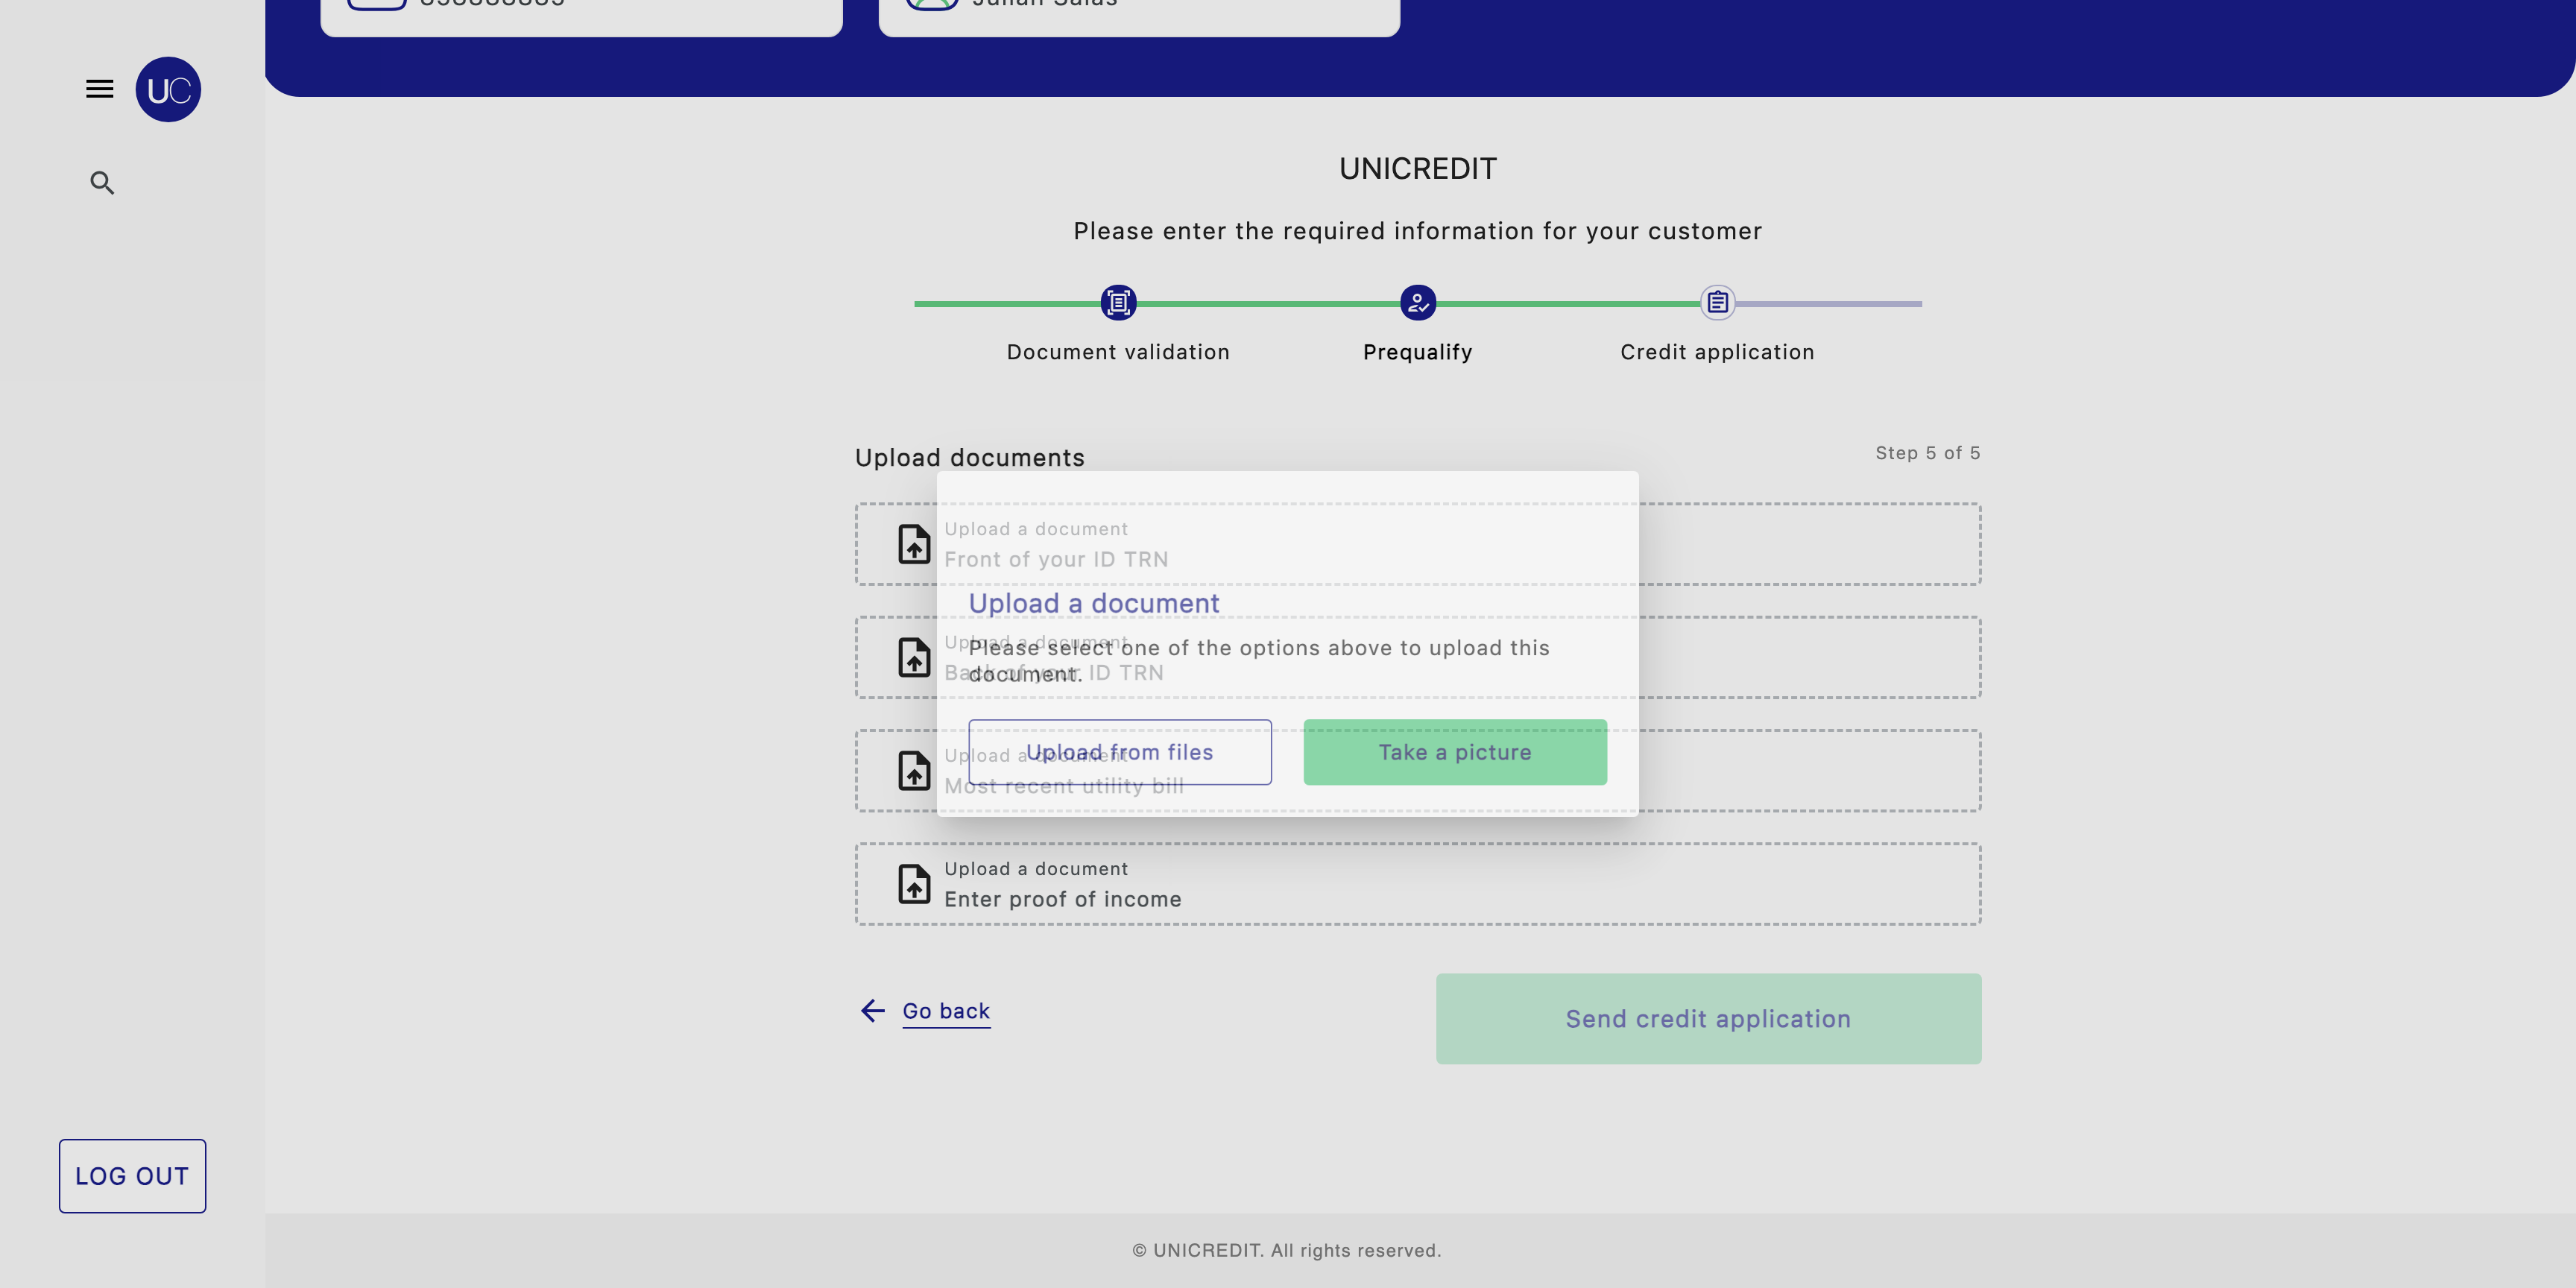 UC
UNICREDIT
Please enter the required information for your customer
Document validation
Prequalify
Credit application
Upload documents
Step 5 of 5
Upload a document
Front of your ID TRN
Upload a document
Please select one of the options above to upload this
document.
Upload a document
Back of your ID TRN
Upload from files
Take a picture
Upload a document
Most recent utility bill
Upload a document
Enter proof of income
Go back
Send credit application
LOG OUT
© UNICREDIT. All rights reserved.